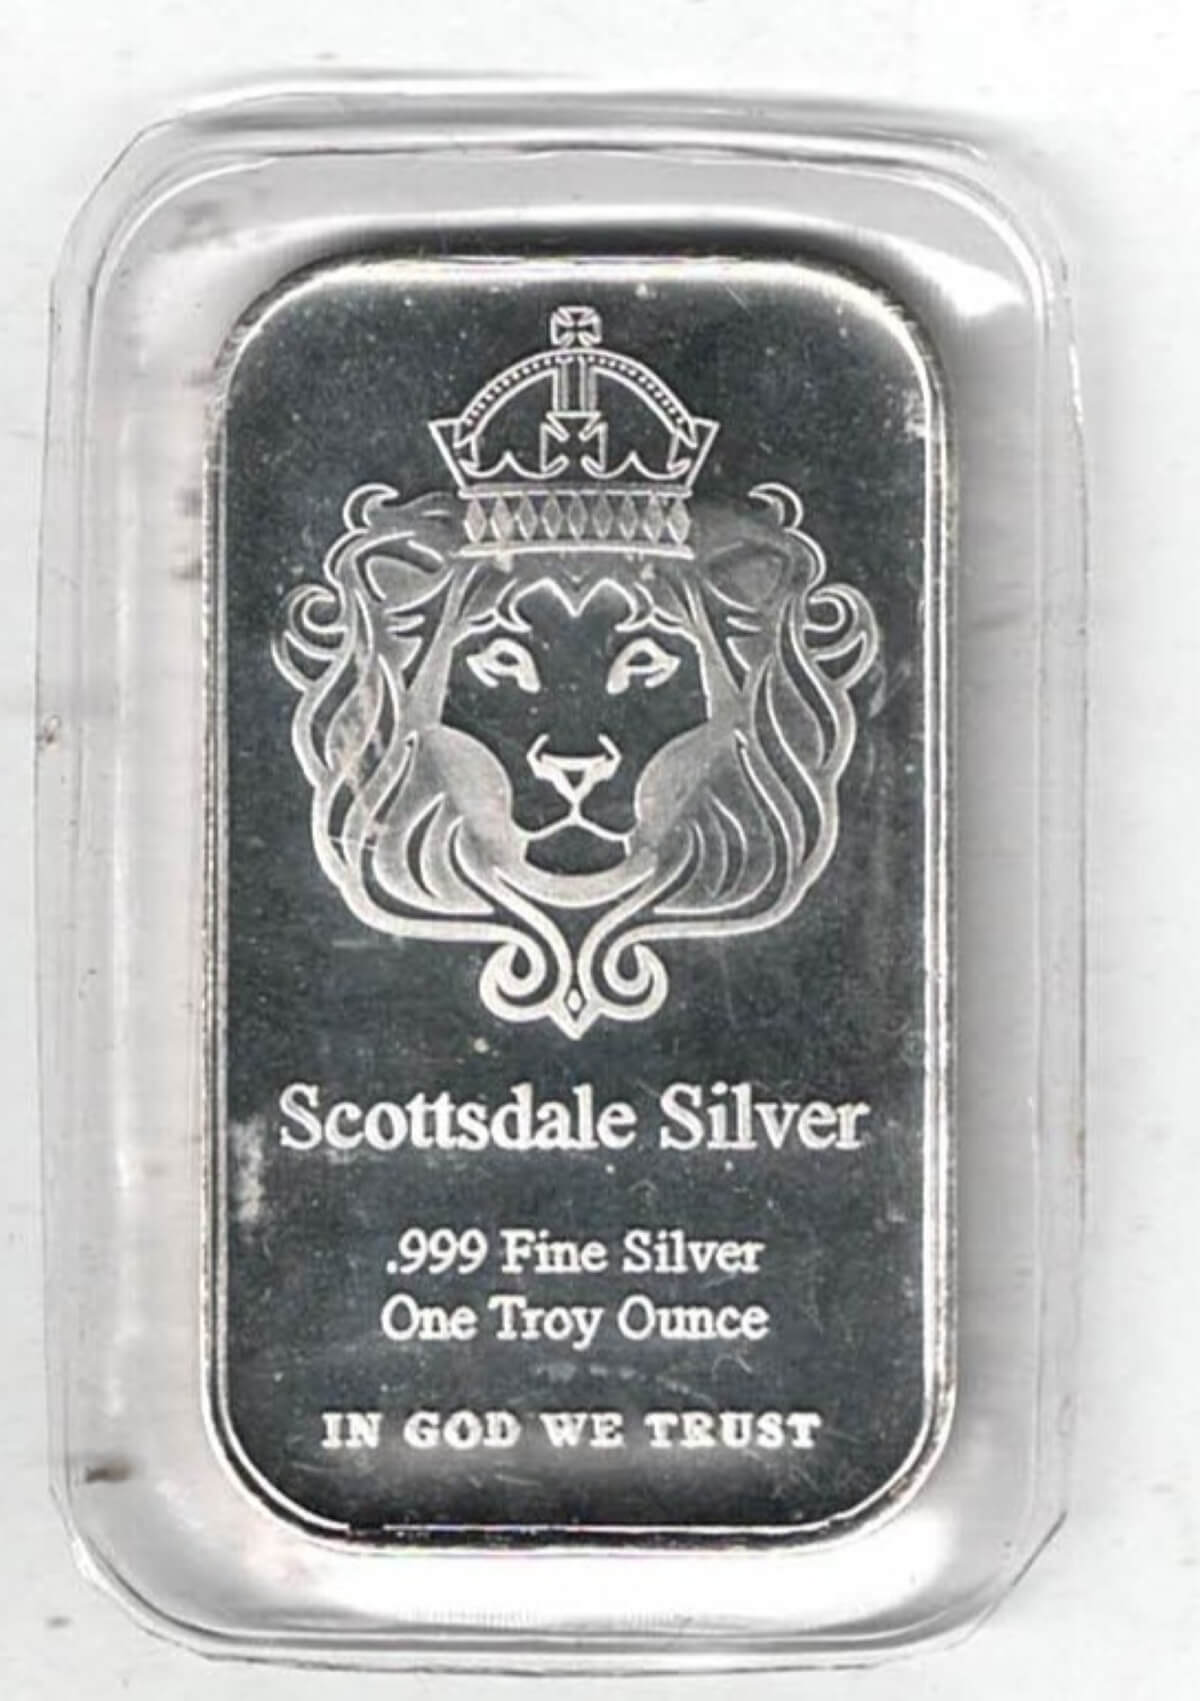 Scottsdale Silver
.999 Fine Silver
One Troy Ounce
IN GOD WE TRUST